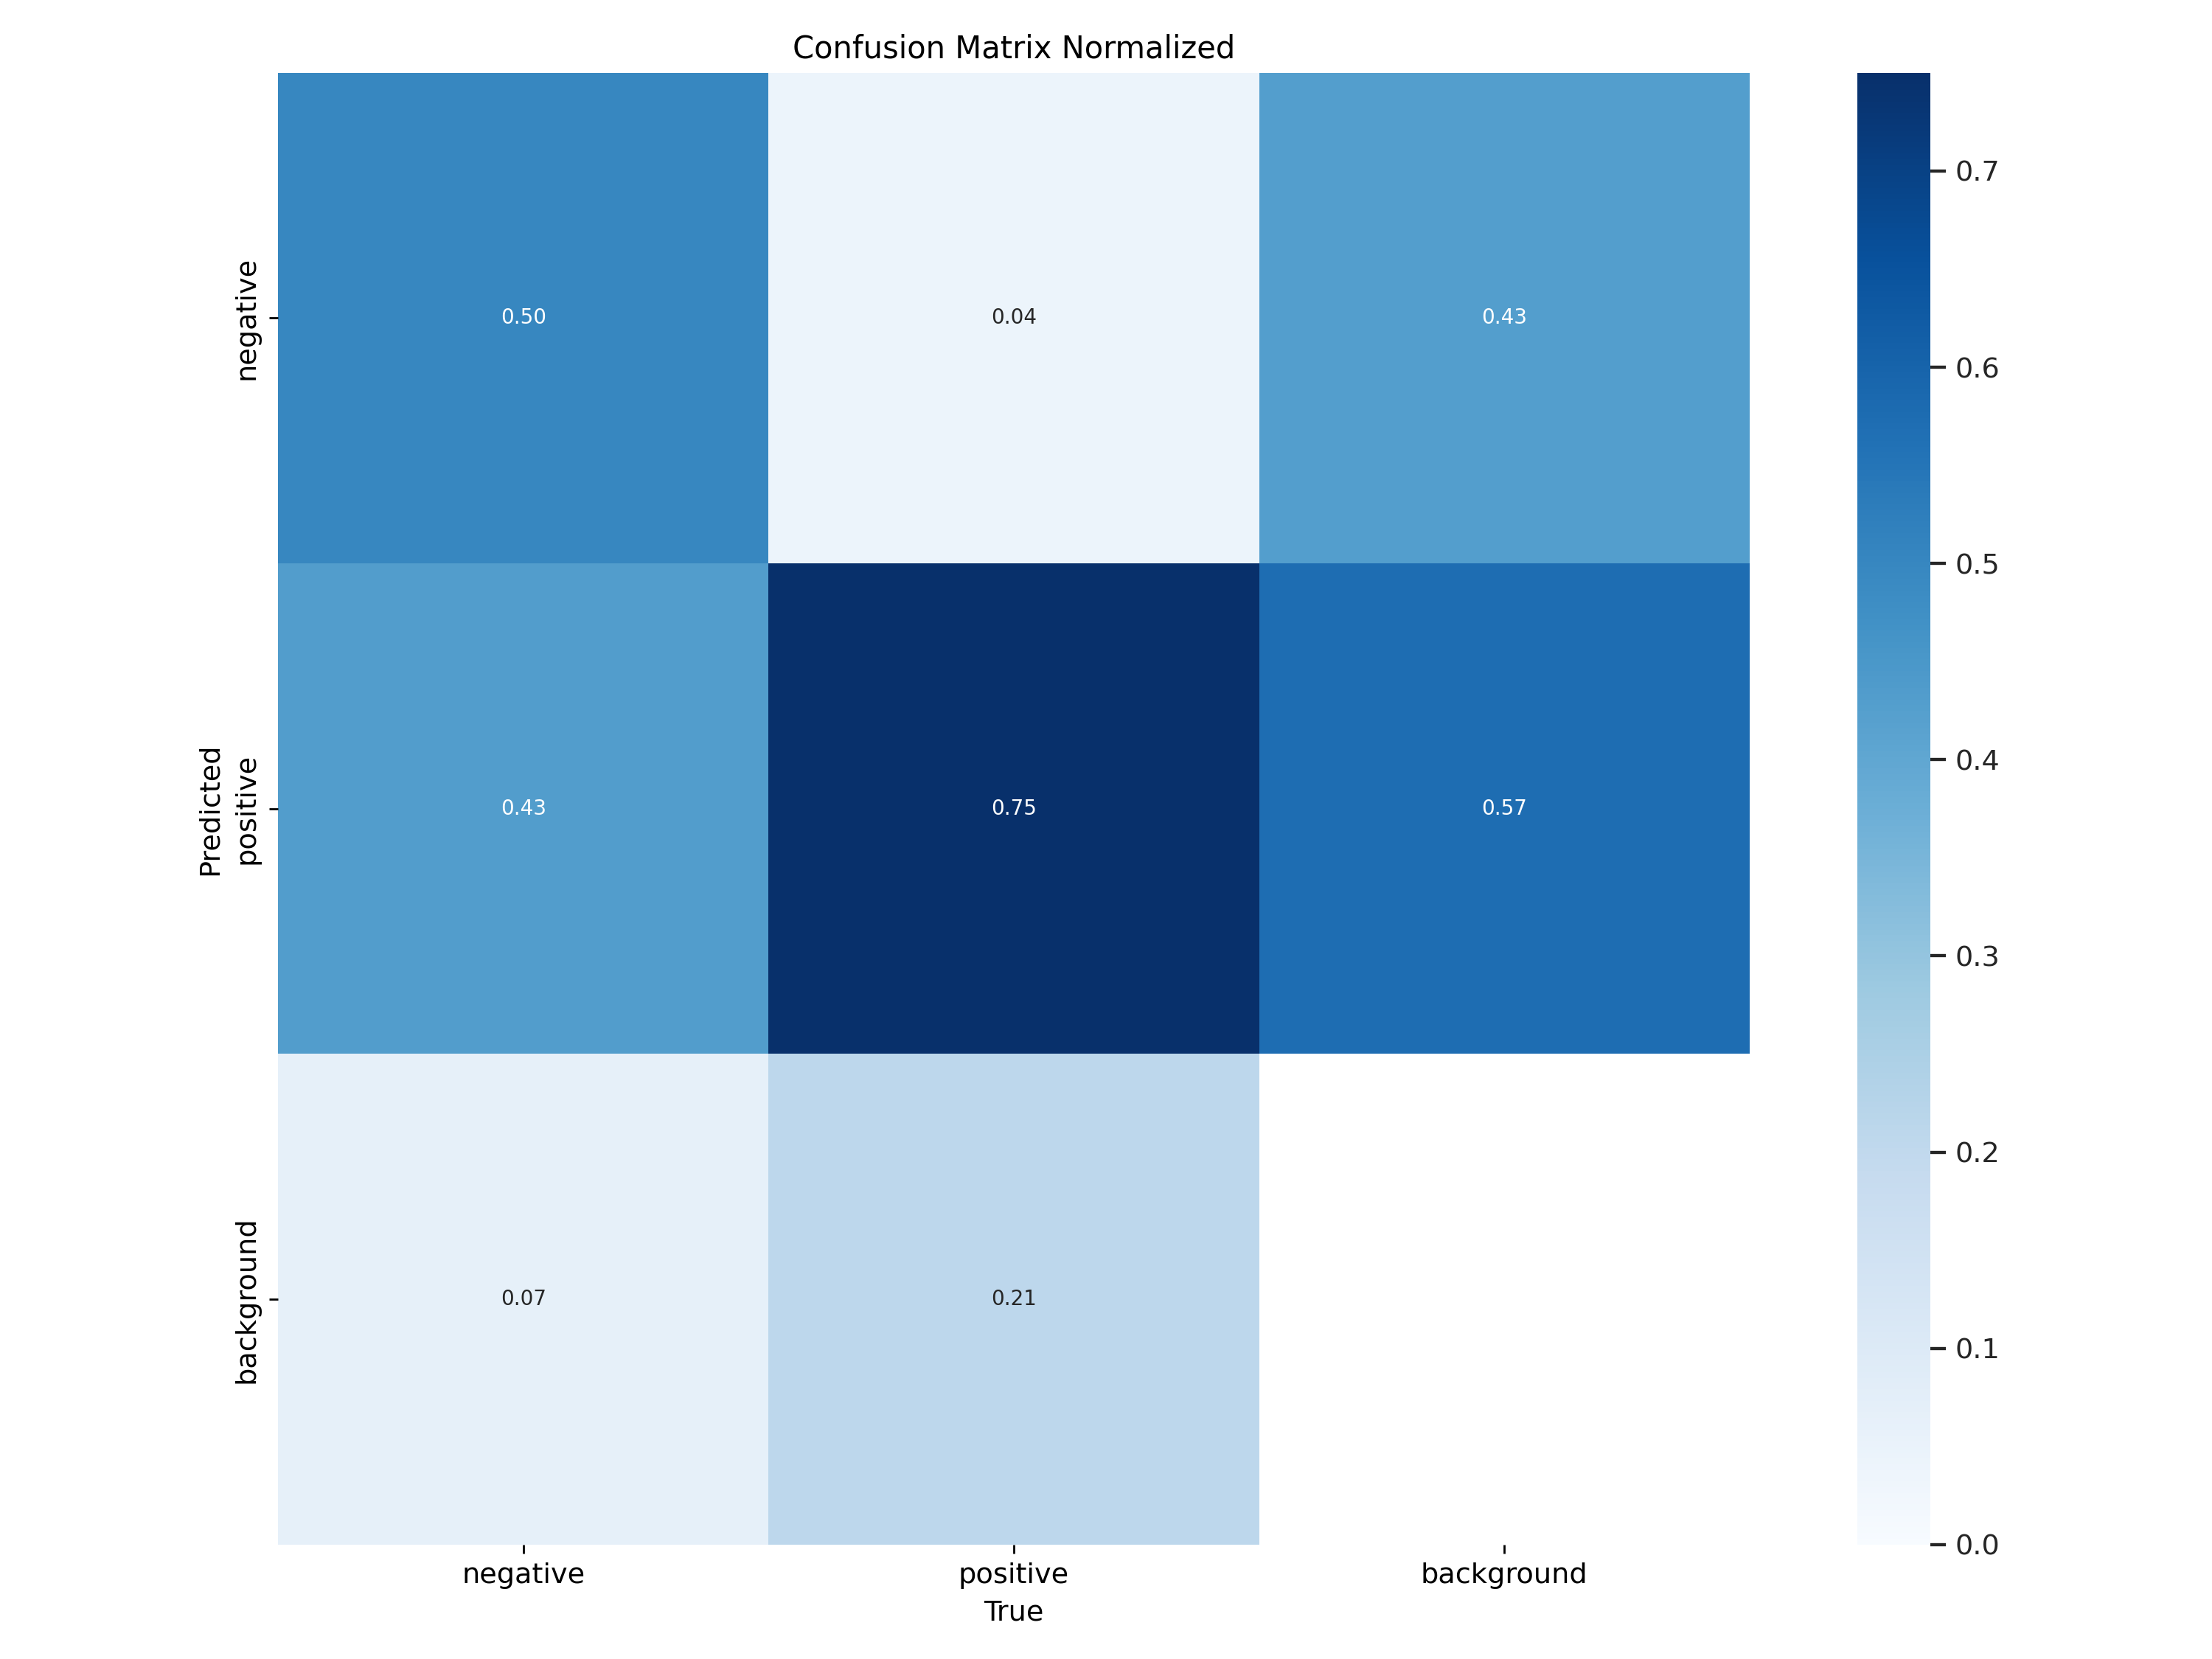 Confusion Matrix Normalized
negative
0.50
0.04
0.43
Predicted
positive
0.43
0.75
0.57
background
0.07
0.21
negative
positive
background
True
0.7
0.6
0.5
0.4
0.3
0.2
0.1
0.0